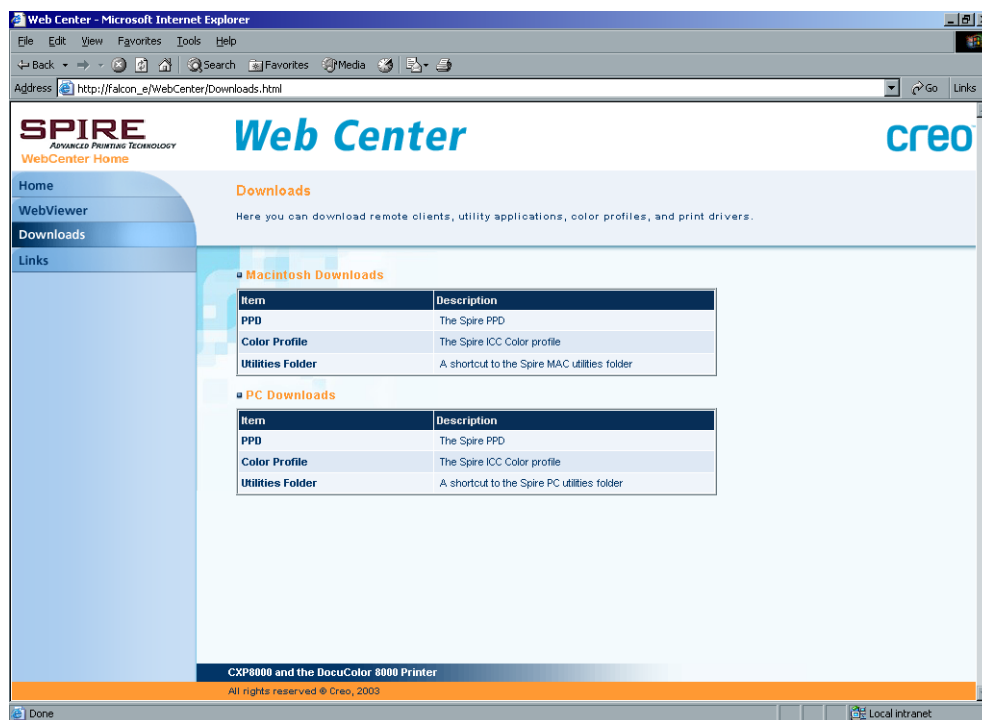 Web Center - Microsoft Internet Explorer
File Edit View Favorites Tools Help
Back Search Favorites Media
Address http://falcon_e/WebCenter/Downloads.html Go Links
SPIRE
ADVANCED PRINTING TECHNOLOGY
WebCenter Home
Web Center
creo
Home
WebViewer
Downloads
Links
Downloads
Here you can download remote clients, utility applications, color profiles, and print drivers.
Macintosh Downloads
Item Description
PPD The Spire PPD
Color Profile The Spire ICC Color profile
Utilities Folder A shortcut to the Spire MAC utilities folder
PC Downloads
Item Description
PPD The Spire PPD
Color Profile The Spire ICC Color profile
Utilities Folder A shortcut to the Spire PC utilities folder
CXP8000 and the DocuColor 8000 Printer
All rights reserved © Creo, 2003
Done Local intranet